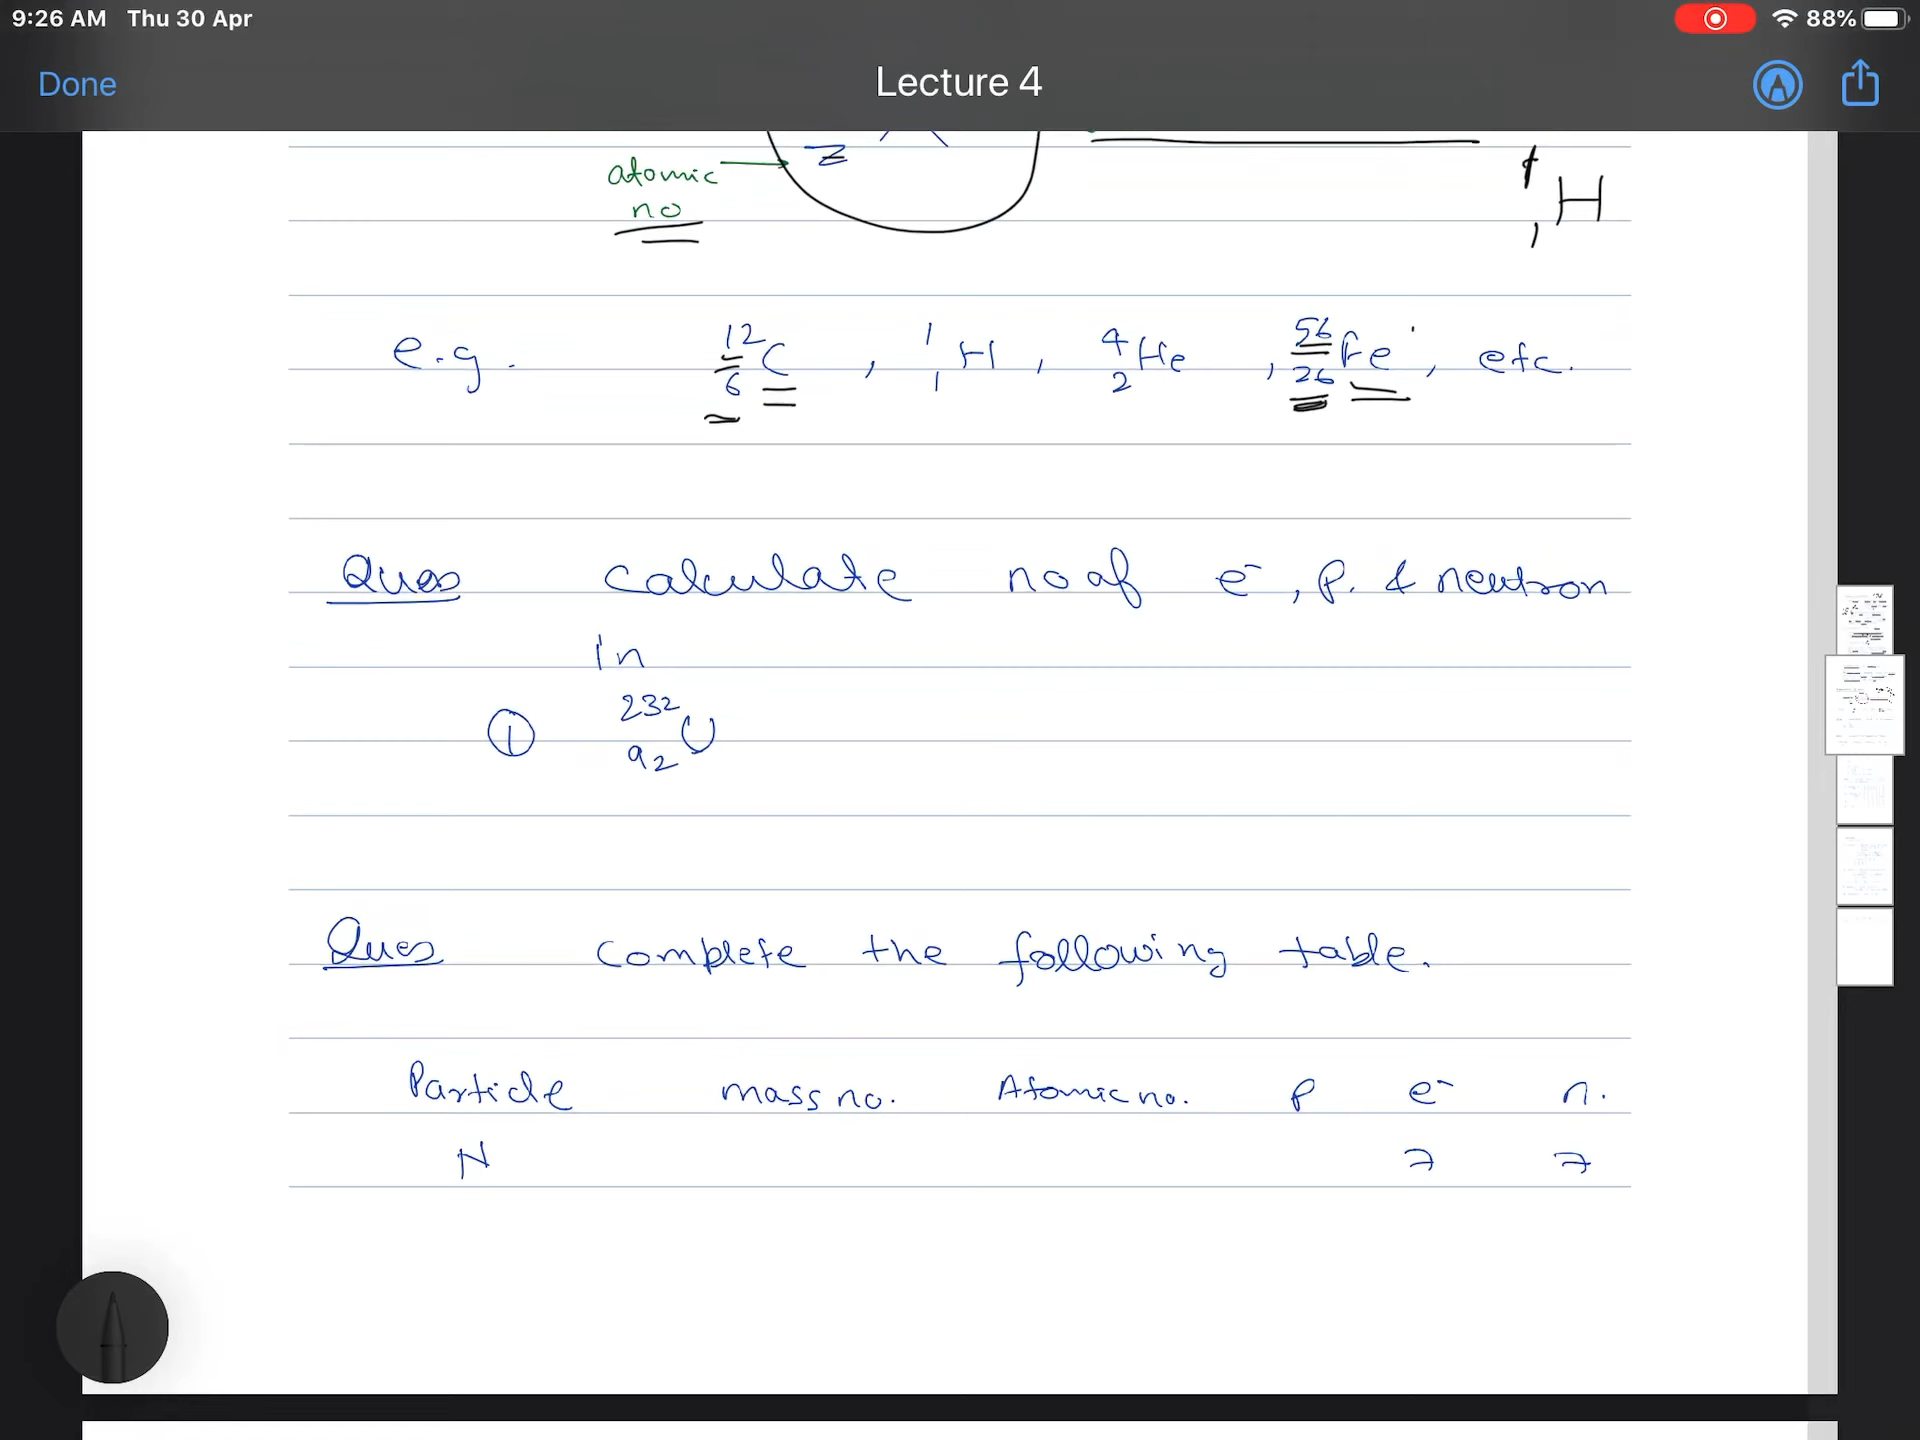 9:26 AM Thu 30 Apr 88%
Done Lecture 4
Z
atomic
no
1
1 H
e.g. 12 6 C , 1 1 H , 4 2 He , 56 26 Fe , etc.
Ques calculate no of e⁻, p. & neutron
in
① 232 92 U
Ques Complete the following table.
Particle mass no. Atomic no. p e⁻ n.
N 7 7